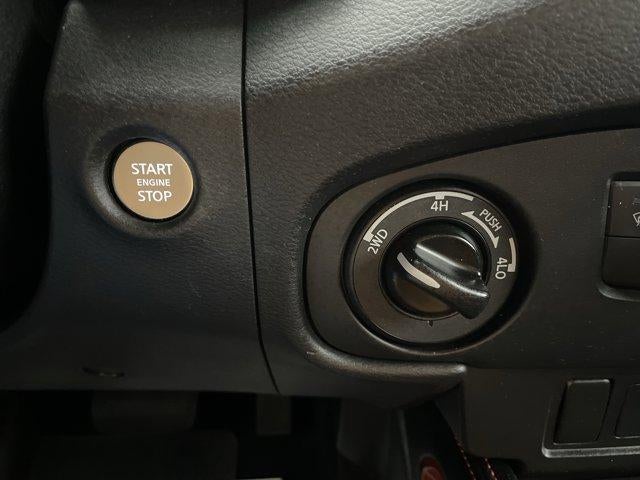 START
ENGINE
STOP
2WD
4H
PUSH
4LO